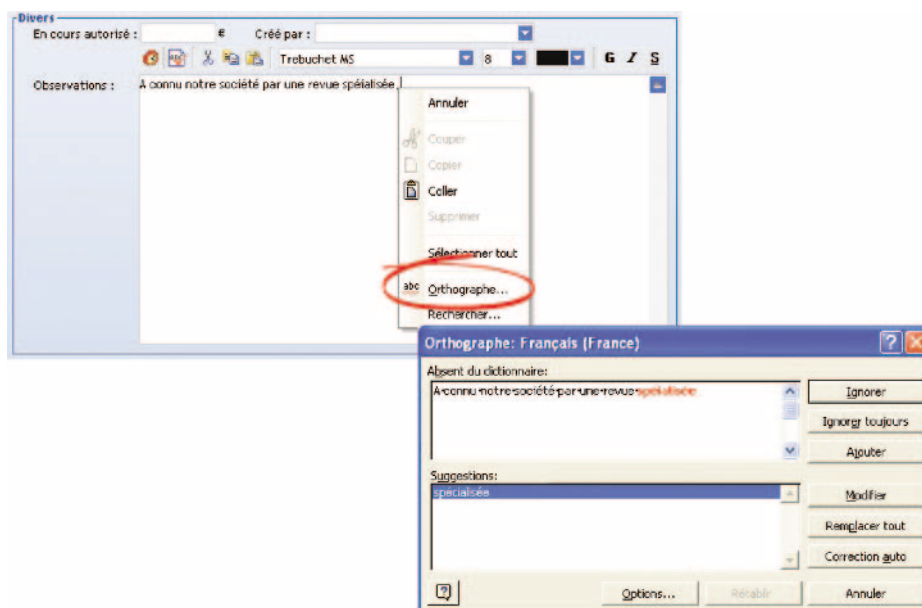 Divers
En cours autorisé : € Créé par :
ABC Trebuchet MS 8 G I S
Observations : A connu notre société par une revue spéialisée,
Annuler
Couper
Copier
Coller
Supprimer
Sélectionner tout
abc Orthographe...
Rechercher...
Orthographe: Français (France)
Absent du dictionnaire:
A connu notre société par une revue spéialisée Ignorer
Ignorer toujours
Ajouter
Suggestions:
spécialisée Modifier
Remplacer tout
Correction auto
Options... Rétablir Annuler